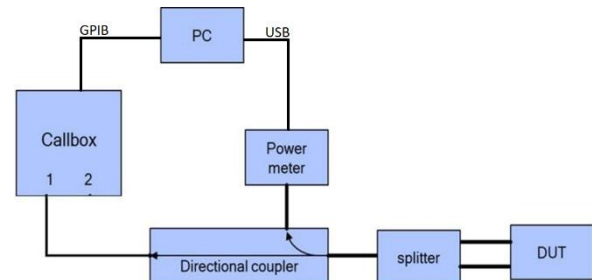 GPIB
PC
USB
Callbox
1 2
Power
meter
Directional coupler
splitter
DUT